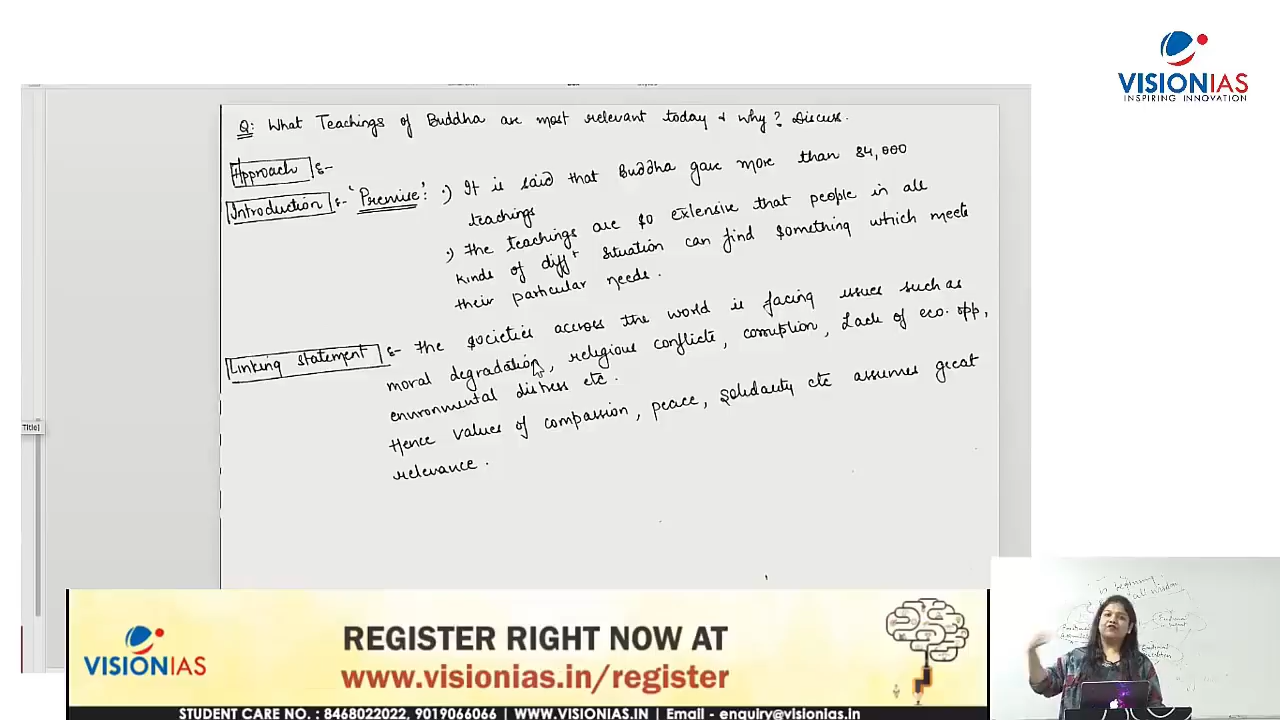 VISIONIAS
INSPIRING INNOVATION
Q: What Teachings of Buddha are most relevant today & why? Discuss.
Approach :-
Introduction :- 'Premise': •) It is said that Buddha gave more than 84,000
teachings
•) The teachings are so extensive that people in all
kinds of difft situation can find something which meets
their particular needs.
Linking statement :- The societies across the world is facing issues such as
moral degradation, religious conflicts, corruption, Lack of eco. opp,
environmental distress etc.
Hence values of compassion, peace, solidarity etc assumes great
relevance.
Title]
VISIONIAS
REGISTER RIGHT NOW AT
www.visionias.in/register
STUDENT CARE NO. : 8468022022, 9019066066 | WWW.VISIONIAS.IN | Email - enquiry@visionias.in